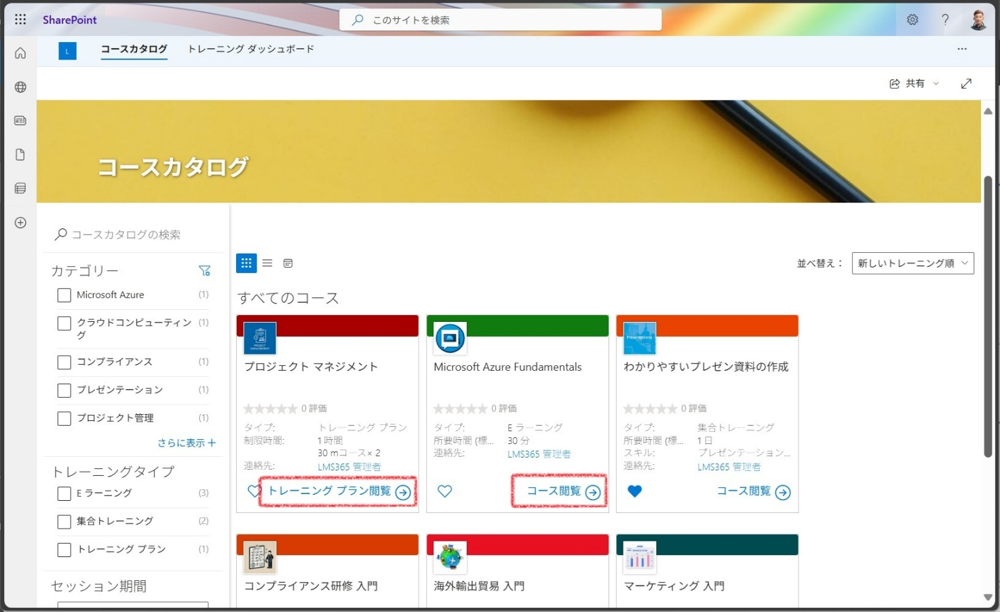 SharePoint
このサイトを検索
?
L
コースカタログ
トレーニング ダッシュボード
共有
コースカタログ
コースカタログの検索
カテゴリー
Microsoft Azure (1)
クラウドコンピューティン (1)
グ
コンプライアンス (1)
プレゼンテーション (1)
プロジェクト管理 (1)
さらに表示＋
トレーニングタイプ
E ラーニング (3)
集合トレーニング (2)
トレーニング プラン (1)
セッション期間
並べ替え：
新しいトレーニング順
すべてのコース
PROJECT
MANAGEMENT
プロジェクト マネジメント
0 評価
タイプ: トレーニング プラン
制限時間: 1 時間
30 mコース× 2
連絡先: LMS365 管理者
トレーニング プラン閲覧
Microsoft Azure Fundamentals
0 評価
タイプ: E ラーニング
所要時間 (標... 30 分
連絡先: LMS365 管理者
コース閲覧
Presentations
わかりやすいプレゼン資料の作成
0 評価
タイプ: 集合トレーニング
所要時間 (標... 1 日
スキル: プレゼンテーション...
連絡先: LMS365 管理者
コース閲覧
コンプライアンス研修 入門
海外輸出貿易 入門
マーケティング 入門